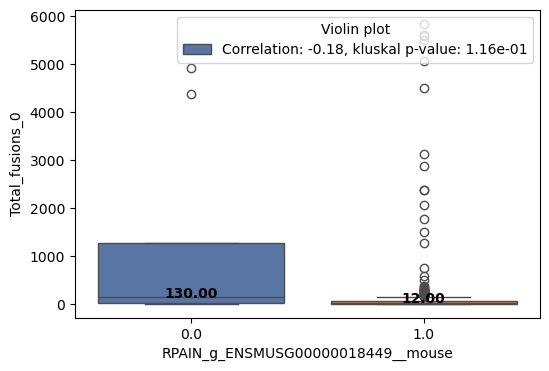 Violin plot
Correlation: -0.18, kluskal p-value: 1.16e-01
6000
5000
4000
3000
2000
1000
0
Total_fusions_0
130.00
12.00
0.0
1.0
RPAIN_g_ENSMUSG00000018449__mouse